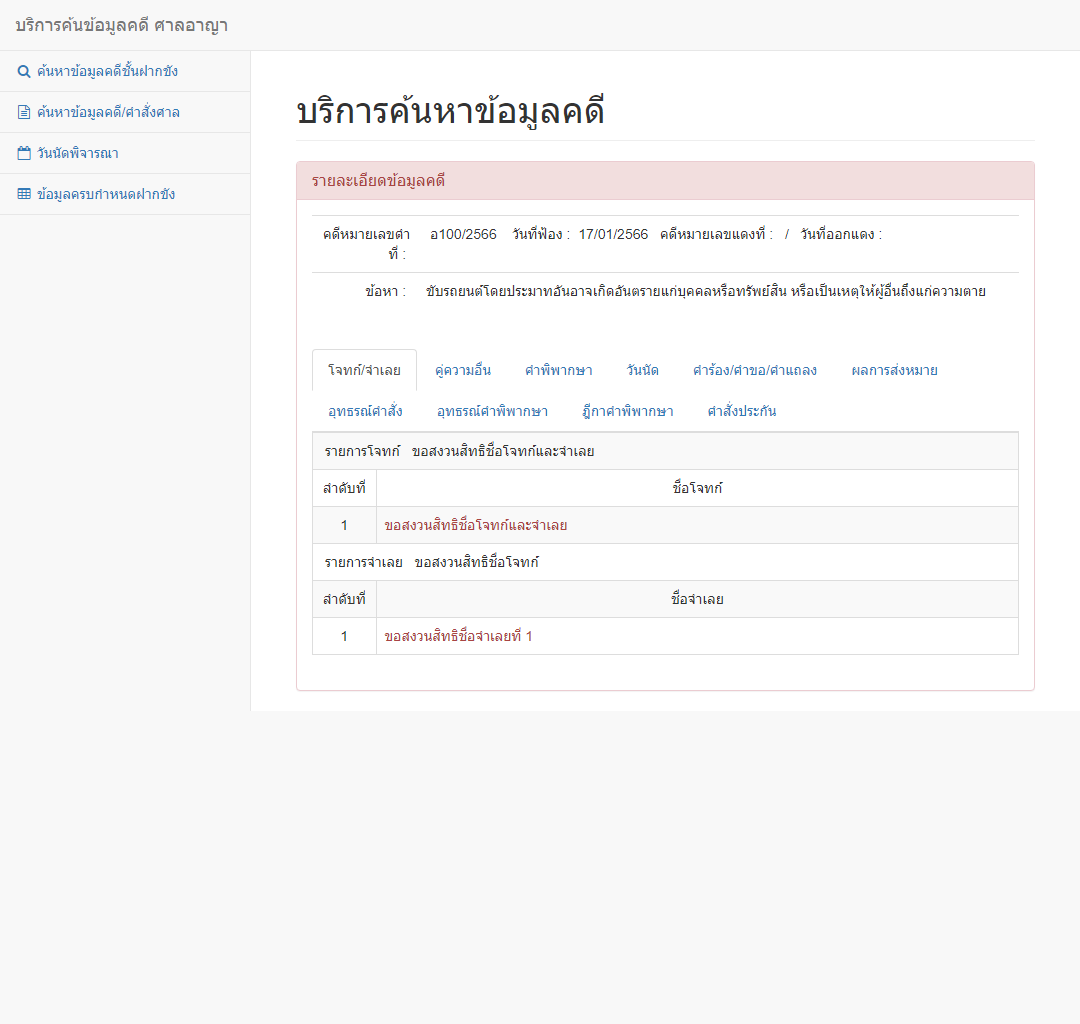 บริการค้นข้อมูลคดี ศาลอาญา
ค้นหาข้อมูลคดีชั้นฝากขัง
ค้นหาข้อมูลคดี/คำสั่งศาล
วันนัดพิจารณา
ข้อมูลครบกำหนดฝากขัง
บริการค้นหาข้อมูลคดี
รายละเอียดข้อมูลคดี
คดีหมายเลขดำที่ : อ100/2566 วันที่ฟ้อง : 17/01/2566 คดีหมายเลขแดงที่ : / วันที่ออกแดง :
ข้อหา : ขับรถยนต์โดยประมาทอันอาจเกิดอันตรายแก่บุคคลหรือทรัพย์สิน หรือเป็นเหตุให้ผู้อื่นถึงแก่ความตาย
โจทก์/จำเลย คู่ความอื่น คำพิพากษา วันนัด คำร้อง/คำขอ/คำแถลง ผลการส่งหมาย
อุทธรณ์คำสั่ง อุทธรณ์คำพิพากษา ฎีกาคำพิพากษา คำสั่งประกัน
รายการโจทก์ ขอสงวนสิทธิชื่อโจทก์และจำเลย
ลำดับที่ ชื่อโจทก์
1 ขอสงวนสิทธิชื่อโจทก์และจำเลย
รายการจำเลย ขอสงวนสิทธิชื่อโจทก์
ลำดับที่ ชื่อจำเลย
1 ขอสงวนสิทธิชื่อจำเลยที่ 1